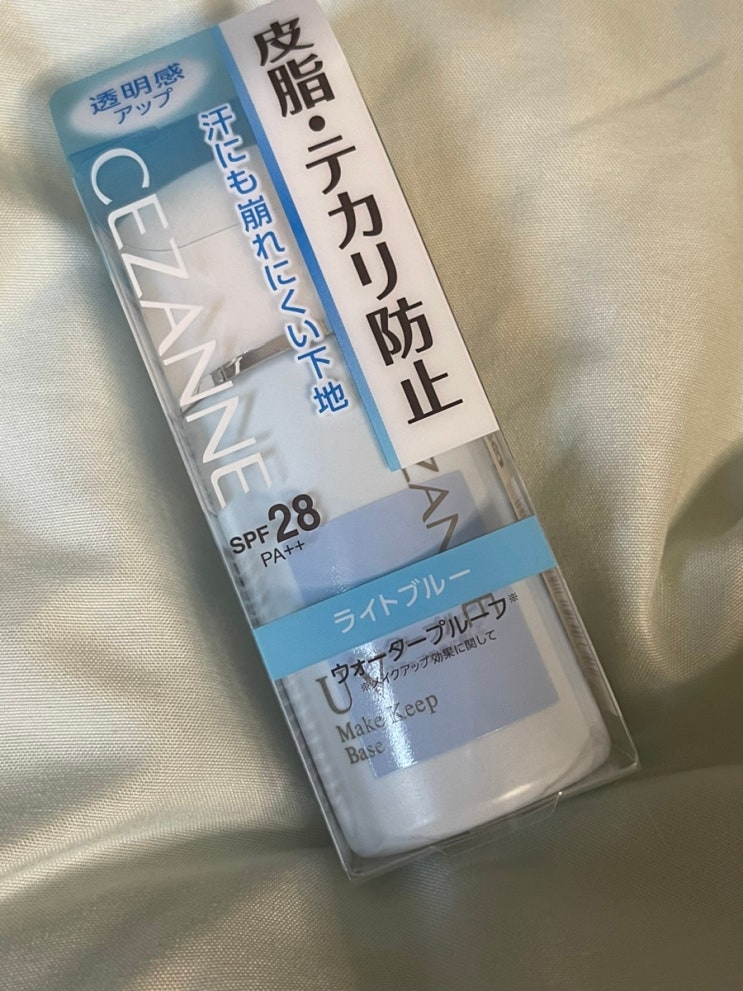 透明感
アップ
皮脂・テカリ防止
汗にも崩れにくい下地
CEZANNE
SPF28
PA++
ライトブルー
ウォータープルーフ※
※メイクアップ効果に関して
Make Keep
Base